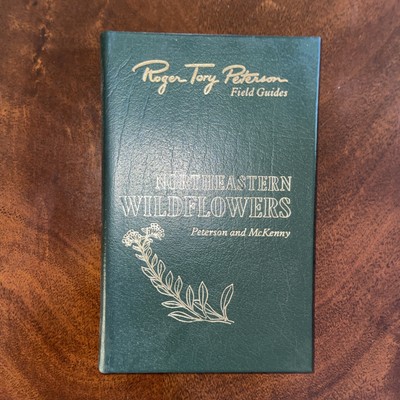 Roger Tory Peterson
Field Guides
NORTHEASTERN
WILDFLOWERS
Peterson and McKenny